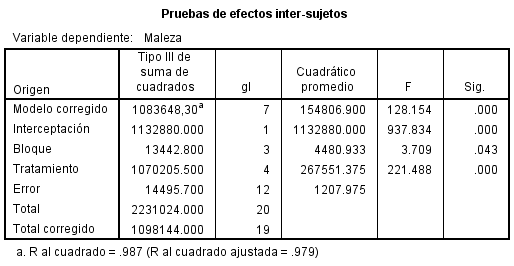 Pruebas de efectos inter-sujetos
Variable dependiente: Maleza
Origen Tipo III de suma de cuadrados gl Cuadrático promedio F Sig.
Modelo corregido 1083648,30a 7 154806.900 128.154 .000
Interceptación 1132880.000 1 1132880.000 937.834 .000
Bloque 13442.800 3 4480.933 3.709 .043
Tratamiento 1070205.500 4 267551.375 221.488 .000
Error 14495.700 12 1207.975
Total 2231024.000 20
Total corregido 1098144.000 19
a. R al cuadrado = .987 (R al cuadrado ajustada = .979)